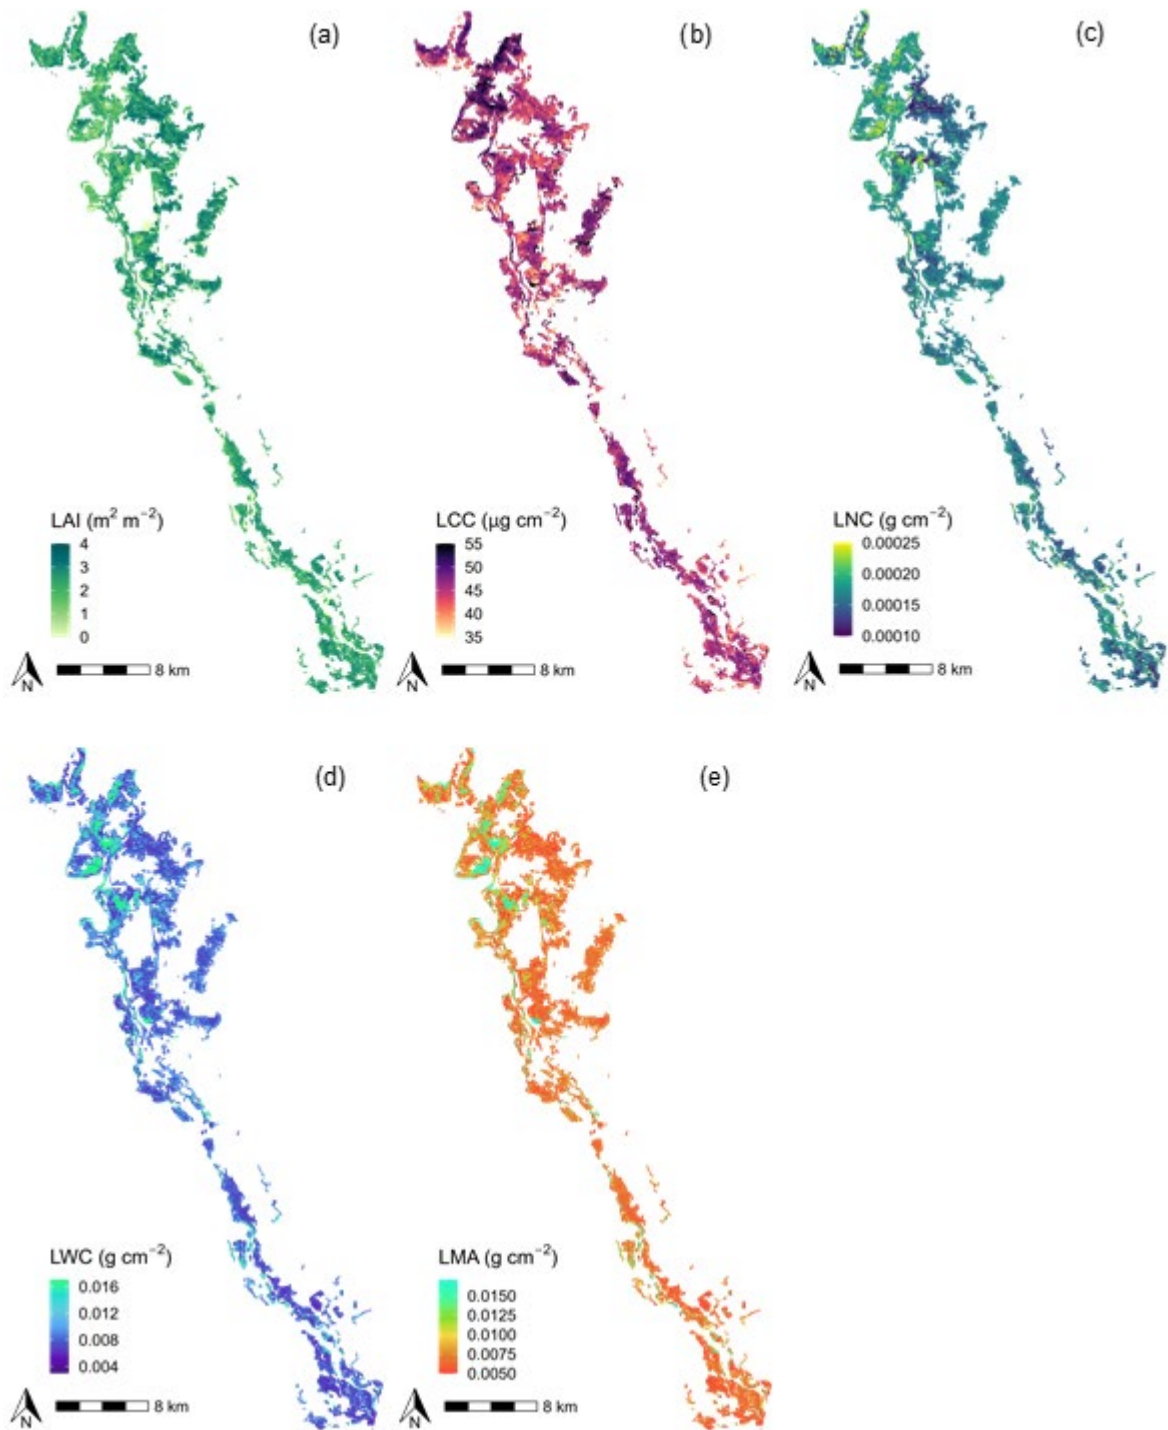 (a)
(b)
(c)
LAI (m² m⁻²)
4
3
2
1
0
8 km
N
LCC (μg cm⁻²)
55
50
45
40
35
8 km
N
LNC (g cm⁻²)
0.00025
0.00020
0.00015
0.00010
8 km
N
(d)
(e)
LWC (g cm⁻²)
0.016
0.012
0.008
0.004
8 km
N
LMA (g cm⁻²)
0.0150
0.0125
0.0100
0.0075
0.0050
8 km
N